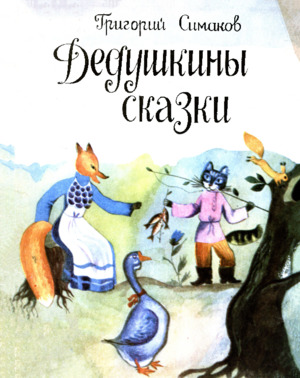 Григорий Симаков
Дедушкины
сказки